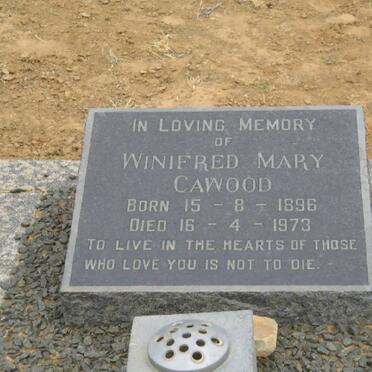 IN LOVING MEMORY
OF
WINIFRED MARY
CAWOOD
BORN 15 - 8 - 1896
DIED 16 - 4 - 1973
TO LIVE IN THE HEARTS OF THOSE
WHO LOVE YOU IS NOT TO DIE. -